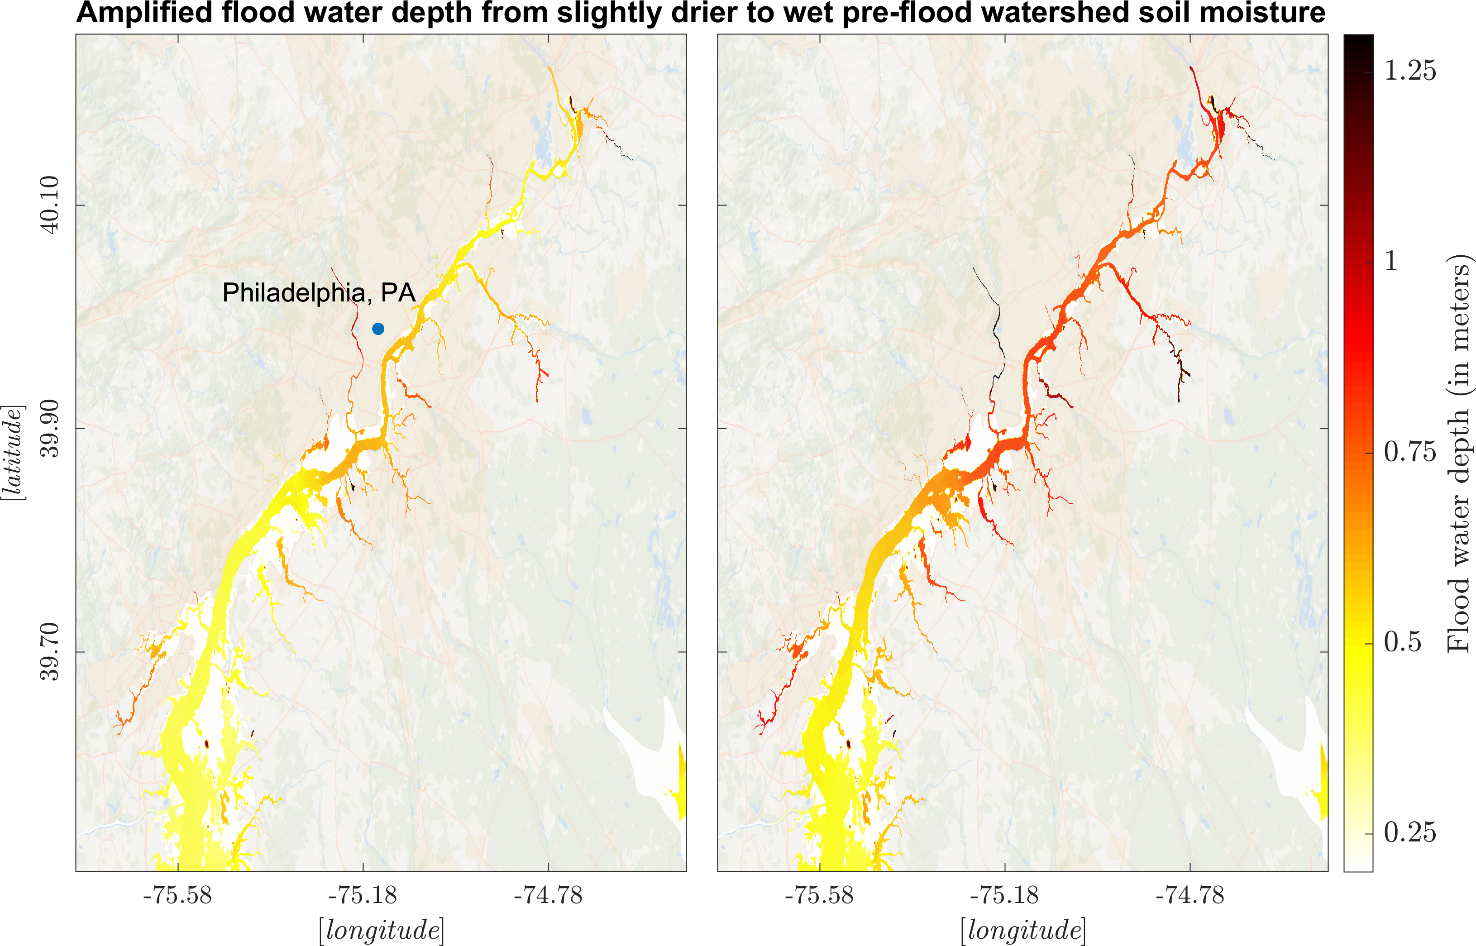 Amplified flood water depth from slightly drier to wet pre-flood watershed soil moisture
40.10
39.90
39.70
[latitude]
Philadelphia, PA
-75.58
-75.18
-74.78
[longitude]
-75.58
-75.18
-74.78
[longitude]
1.25
1
0.75
0.5
0.25
Flood water depth (in meters)